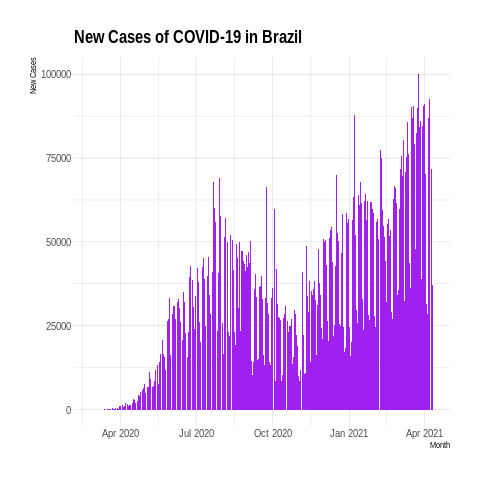 New Cases of COVID-19 in Brazil
New Cases
100000
75000
50000
25000
0
Apr 2020 Jul 2020 Oct 2020 Jan 2021 Apr 2021
Month